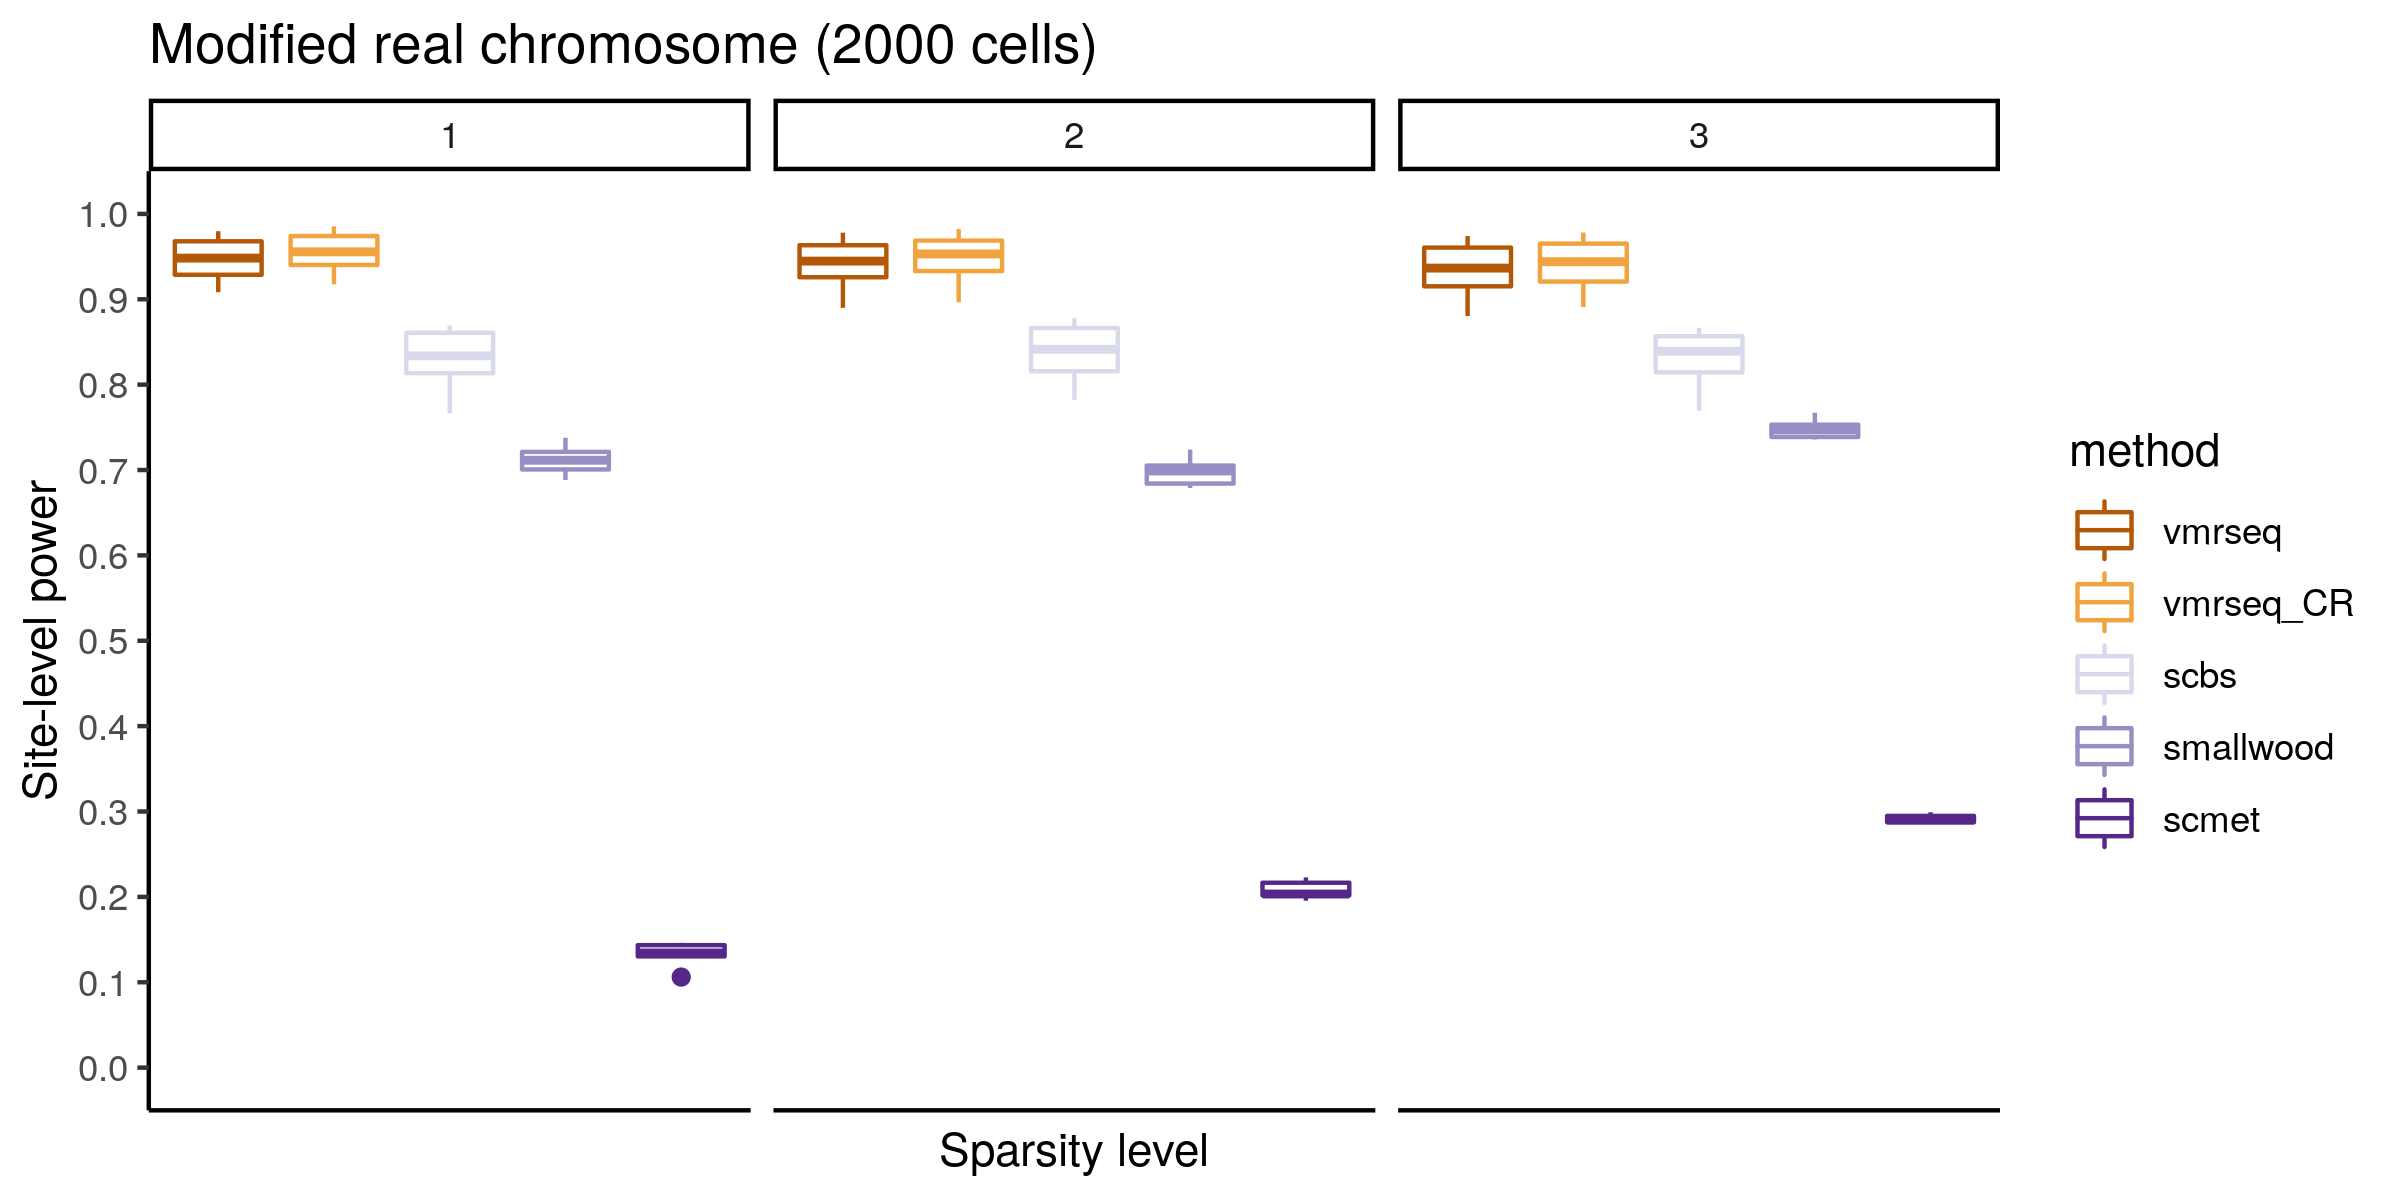 Modified real chromosome (2000 cells)
1
2
3
1.0
0.9
0.8
0.7
0.6
0.5
0.4
0.3
0.2
0.1
0.0
Site-level power
Sparsity level
method
vmrseq
vmrseq_CR
scbs
smallwood
scmet